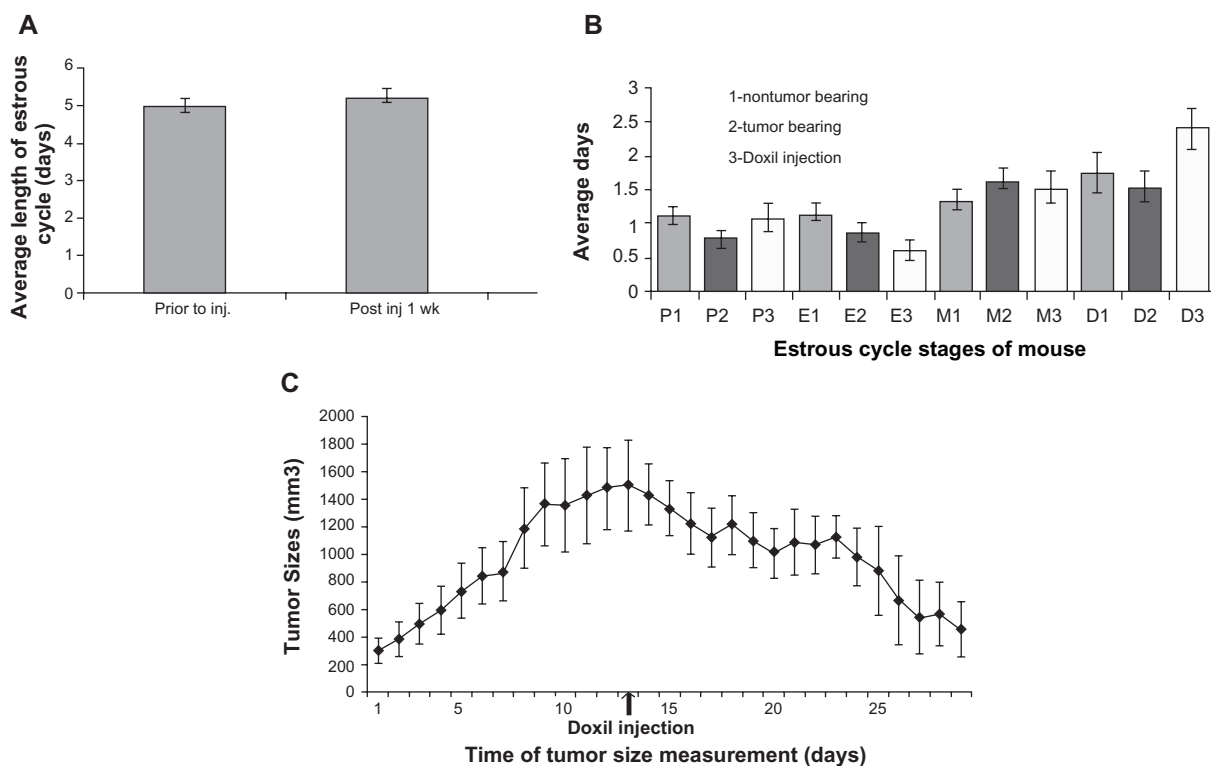 A
Average length of estrous
cycle (days)
6
5
4
3
2
1
0
Prior to inj.
Post inj 1 wk
B
Average days
3
2.5
2
1.5
1
0.5
0
1-nontumor bearing
2-tumor bearing
3-Doxil injection
P1 P2 P3 E1 E2 E3 M1 M2 M3 D1 D2 D3
Estrous cycle stages of mouse
C
Tumor Sizes (mm3)
2000
1800
1600
1400
1200
1000
800
600
400
200
0
1 5 10 15 20 25
Doxil injection
Time of tumor size measurement (days)